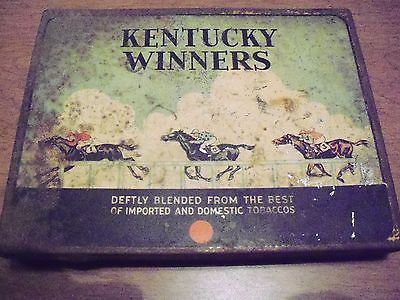 KENTUCKY
WINNERS
DEFTLY BLENDED FROM THE BEST
OF IMPORTED AND DOMESTIC TOBACCOS